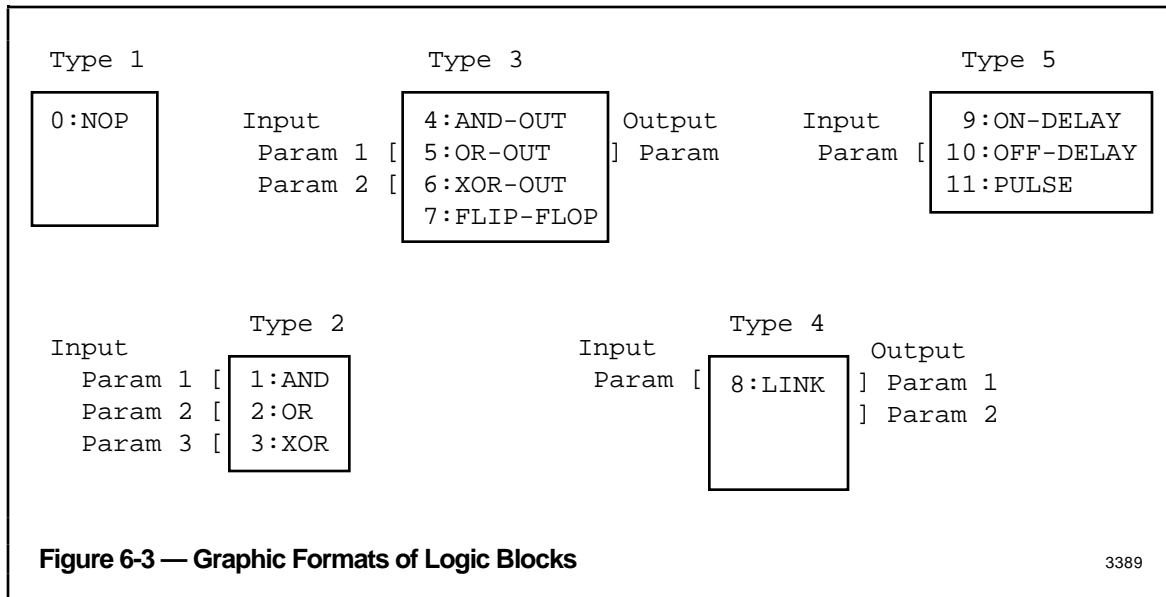 Type 1
0:NOP
Type 3
Input
Param 1 [
Param 2 [
4:AND-OUT
5:OR-OUT
6:XOR-OUT
7:FLIP-FLOP
Output
] Param
Type 5
Input
Param [
9:ON-DELAY
10:OFF-DELAY
11:PULSE
Type 2
Input
Param 1 [
Param 2 [
Param 3 [
1:AND
2:OR
3:XOR
Type 4
Input
Param [
8:LINK
Output
] Param 1
] Param 2
Figure 6-3 — Graphic Formats of Logic Blocks
3389